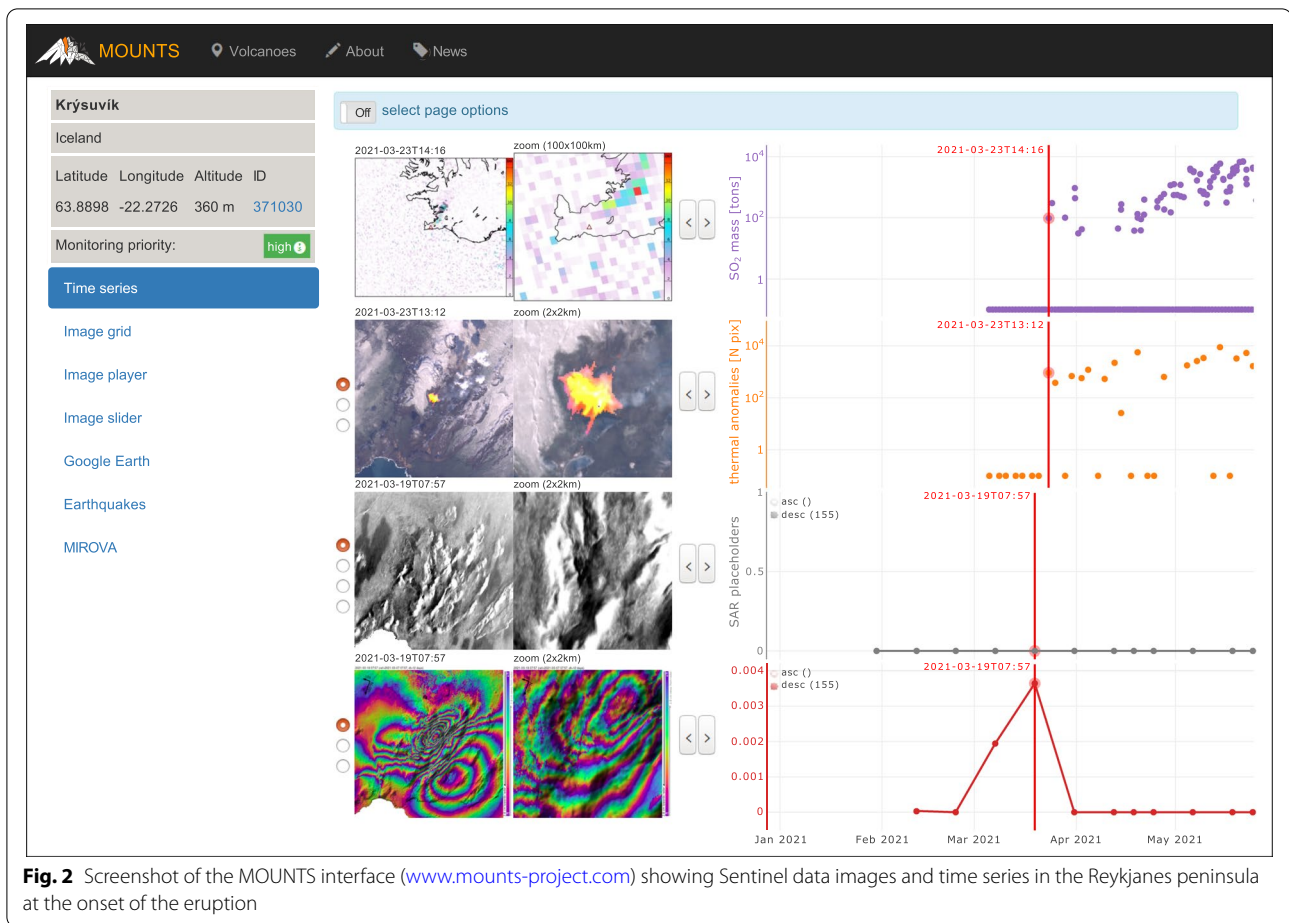 MOUNTS Volcanoes About News
Krýsuvík
Iceland
Latitude Longitude Altitude ID
63.8898 -22.2726 360 m 371030
Monitoring priority: high
Time series
Image grid
Image player
Image slider
Google Earth
Earthquakes
MIROVA
Off select page options
2021-03-23T14:16 zoom (100x100km)
2021-03-23T13:12 zoom (2x2km)
2021-03-19T07:57 zoom (2x2km)
2021-03-19T07:57 zoom (2x2km)
< >
< >
< >
< >
SO₂ mass [tons]
10⁴
10²
1
2021-03-23T14:16
thermal anomalies [N pix]
10⁴
10²
1
2021-03-23T13:12
SAR placeholders
1
0.5
0
asc ()
desc (155)
2021-03-19T07:57
0.004
0.003
0.002
0.001
0
asc ()
desc (155)
2021-03-19T07:57
Jan 2021 Feb 2021 Mar 2021 Apr 2021 May 2021
Fig. 2 Screenshot of the MOUNTS interface (www.mounts-project.com) showing Sentinel data images and time series in the Reykjanes peninsula
at the onset of the eruption